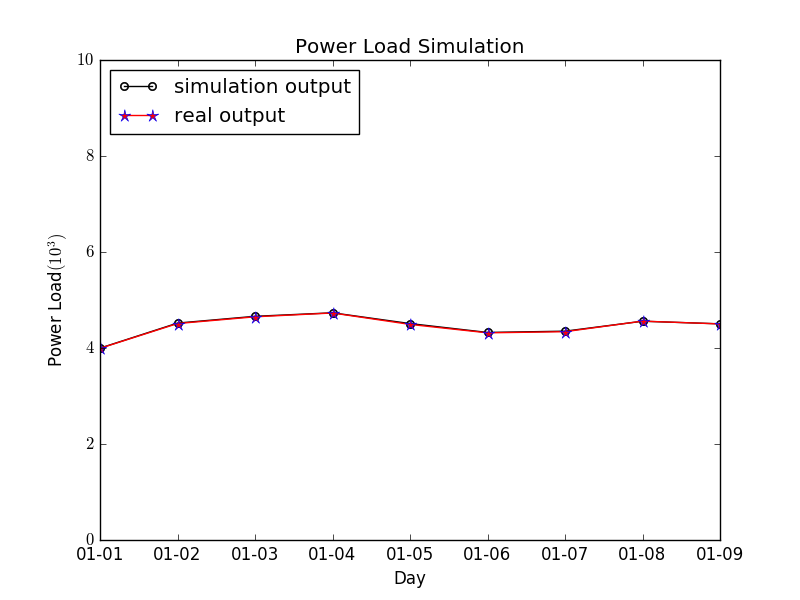 Power Load Simulation
simulation output
real output
10
8
6
4
2
0
Power Load(10³)
01-01 01-02 01-03 01-04 01-05 01-06 01-07 01-08 01-09
Day